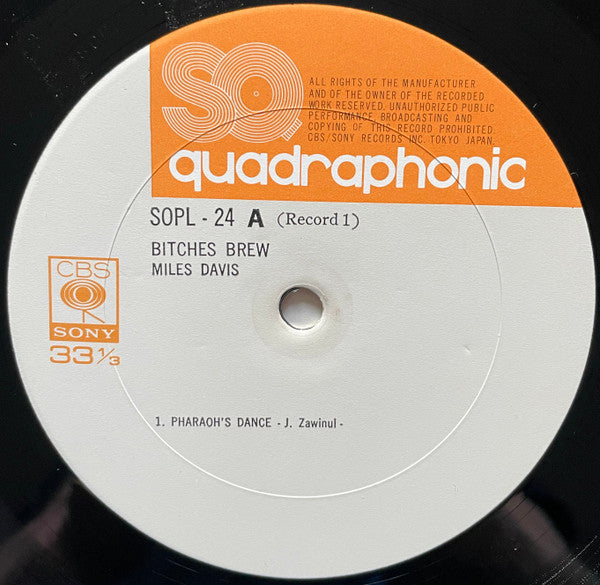 SQ
ALL RIGHTS OF THE MANUFACTURER
AND OF THE OWNER OF THE RECORDED
WORK RESERVED. UNAUTHORIZED PUBLIC
PERFORMANCE, BROADCASTING AND
COPYING OF THIS RECORD PROHIBITED.
CBS/SONY RECORDS INC. TOKYO JAPAN.
quadraphonic
SOPL - 24 A (Record 1)
BITCHES BREW
MILES DAVIS
CBS
SONY
33 1/3
1. PHARAOH'S DANCE - J. Zawinul -